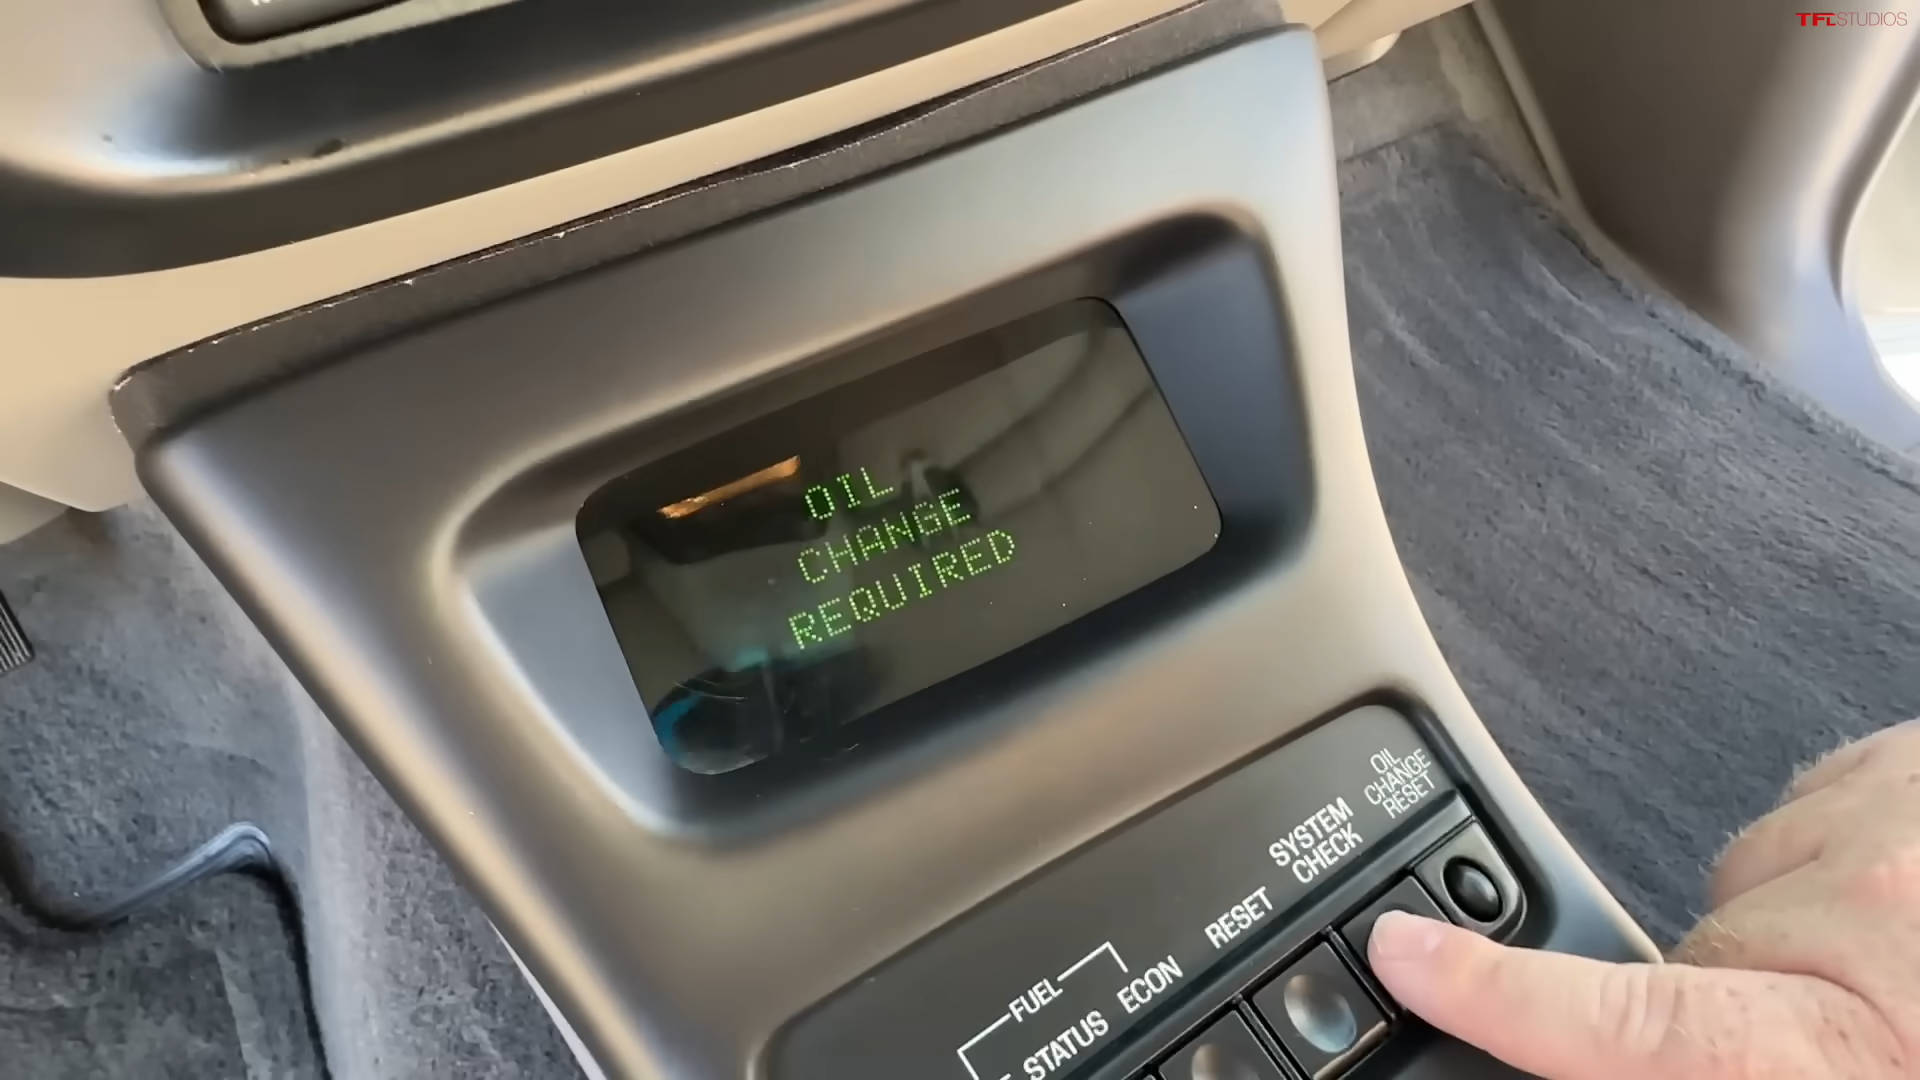 TFLSTUDIOS
OIL
CHANGE
REQUIRED
OIL
CHANGE
RESET
SYSTEM
CHECK
RESET
FUEL
ECON
STATUS